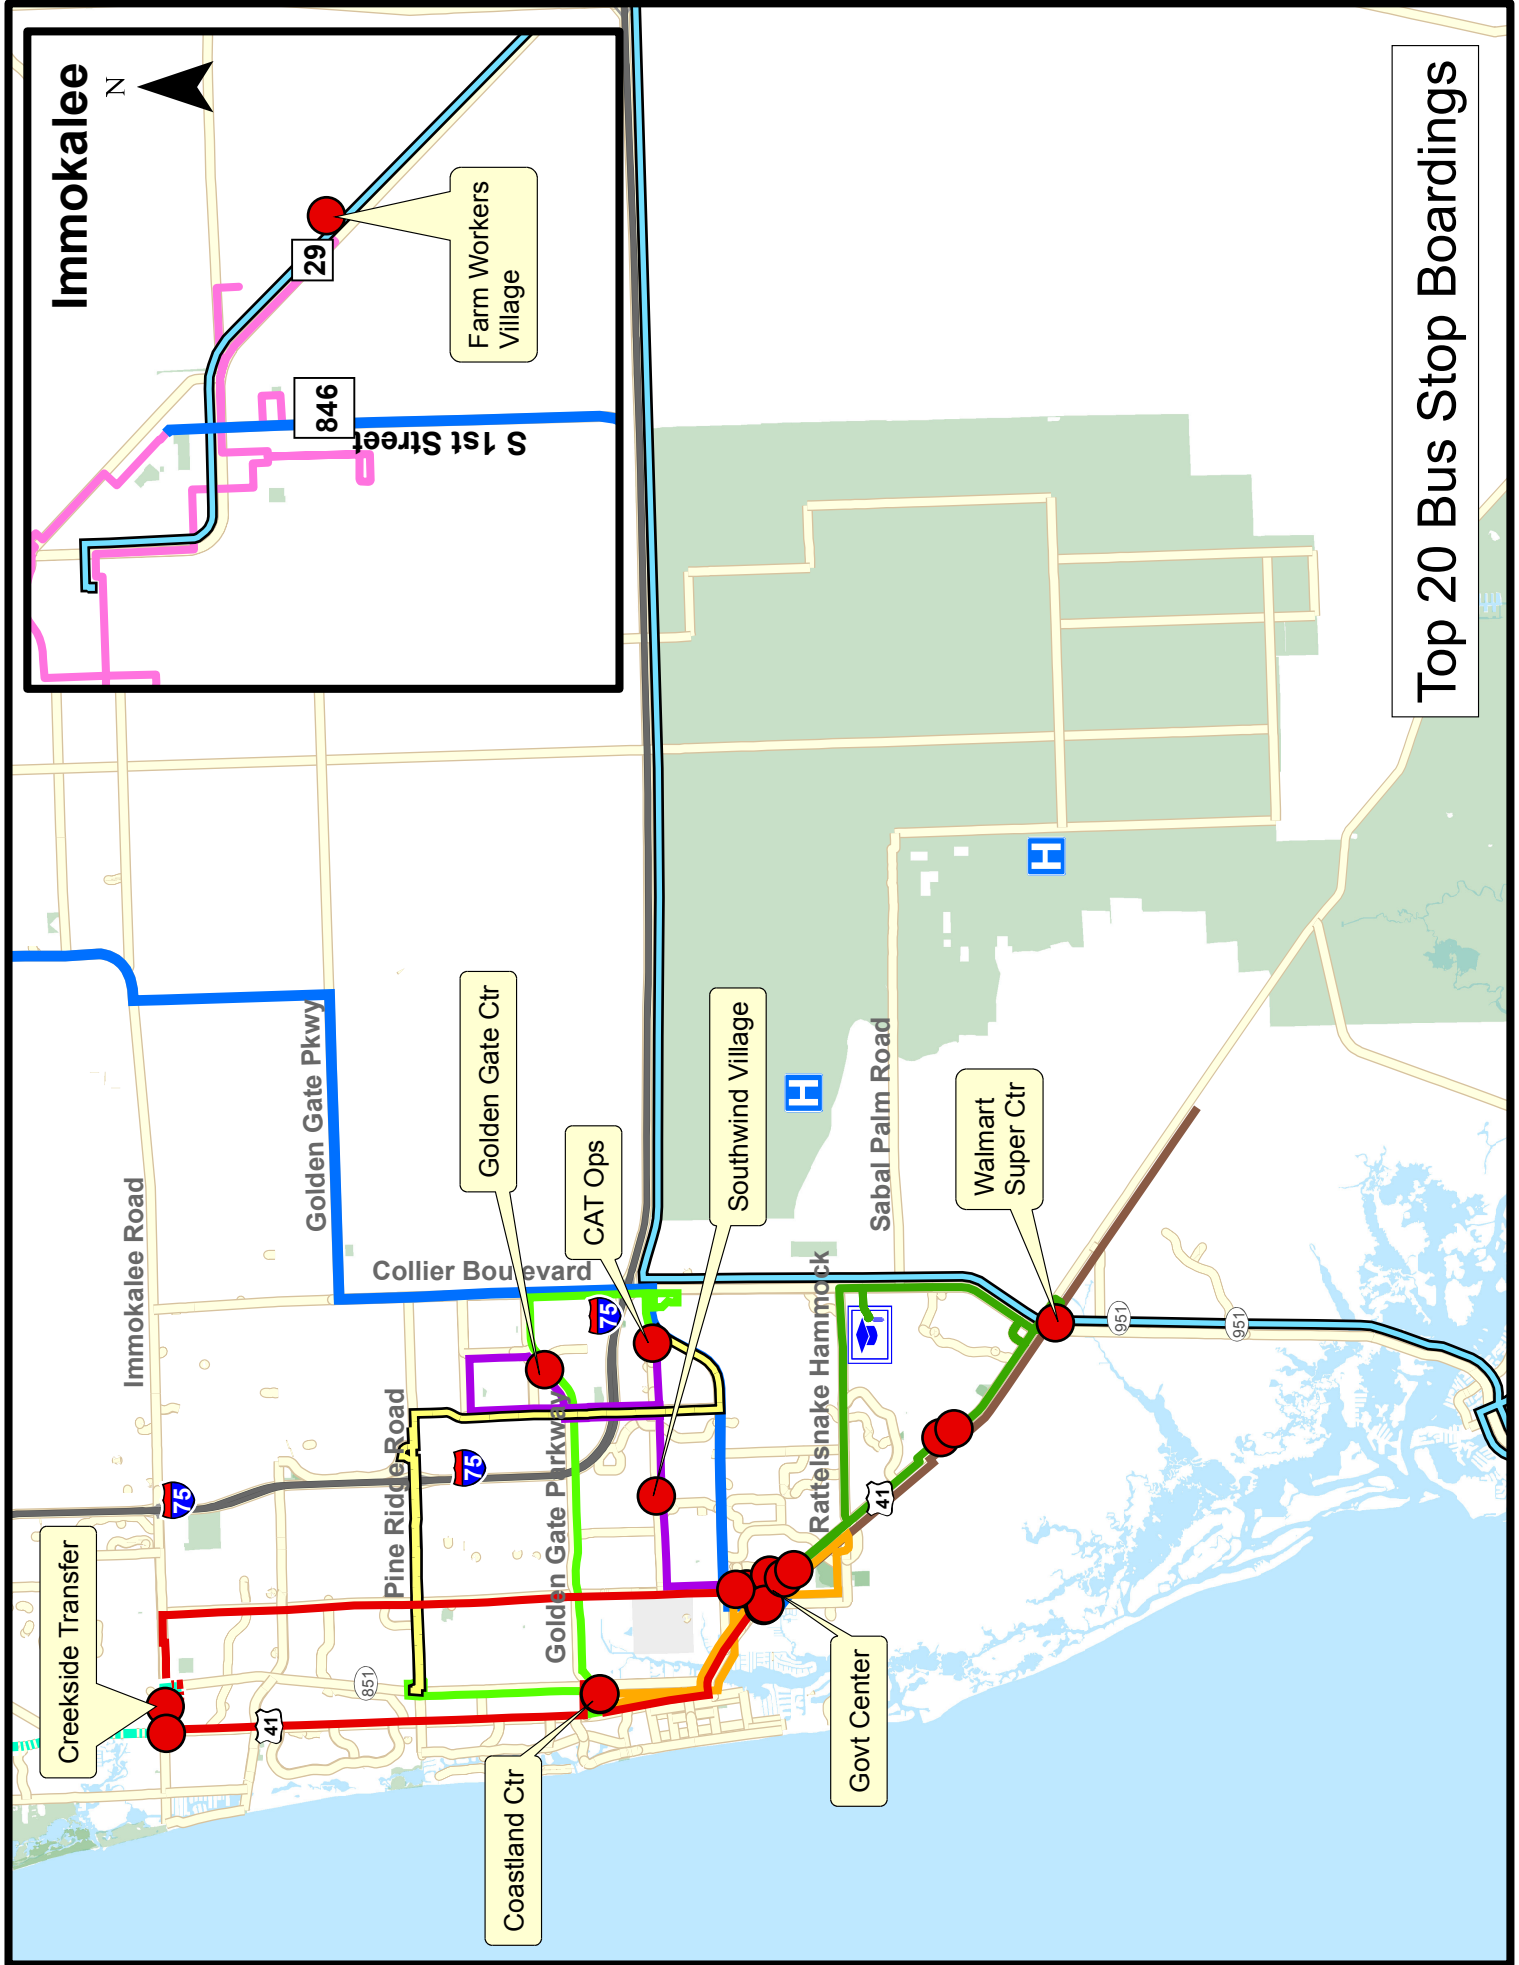 Immokalee
N
29
Farm Workers
Village
846
S 1st Street
Immokalee Road
Golden Gate Pkwy
Collier Boulevard
Golden Gate Ctr
CAT Ops
Southwind Village
75
75
75
Pine Ridge Road
Golden Gate Parkway
Creekside Transfer
851
41
Coastland Ctr
Govt Center
Rattelsnake Hammock
Sabal Palm Road
H
H
41
Walmart
Super Ctr
951
951
Top 20 Bus Stop Boardings